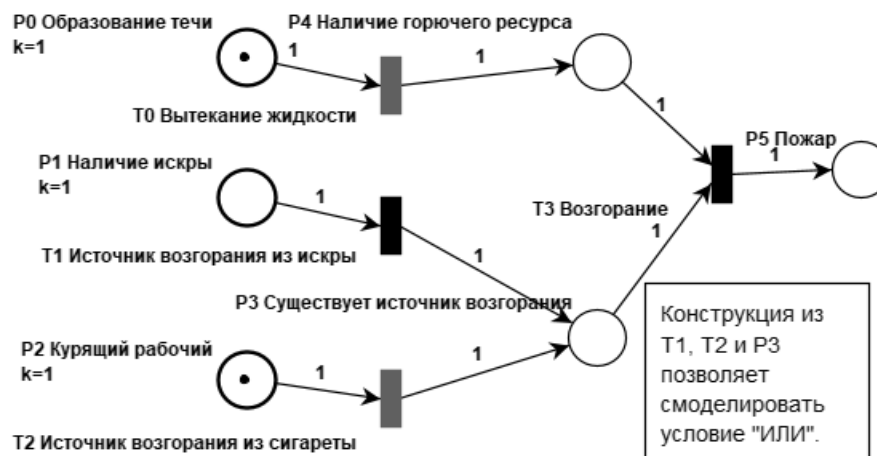 P0 Образование течи
k=1
1
P4 Наличие горючего ресурса
1
T0 Вытекание жидкости
1
P5 Пожар
1
P1 Наличие искры
k=1
1
T1 Источник возгорания из искры
1
T3 Возгорание
1
P3 Существует источник возгорания
P2 Курящий рабочий
k=1
1
1
T2 Источник возгорания из сигареты
Конструкция из
T1, T2 и P3
позволяет
смоделировать
условие "ИЛИ".